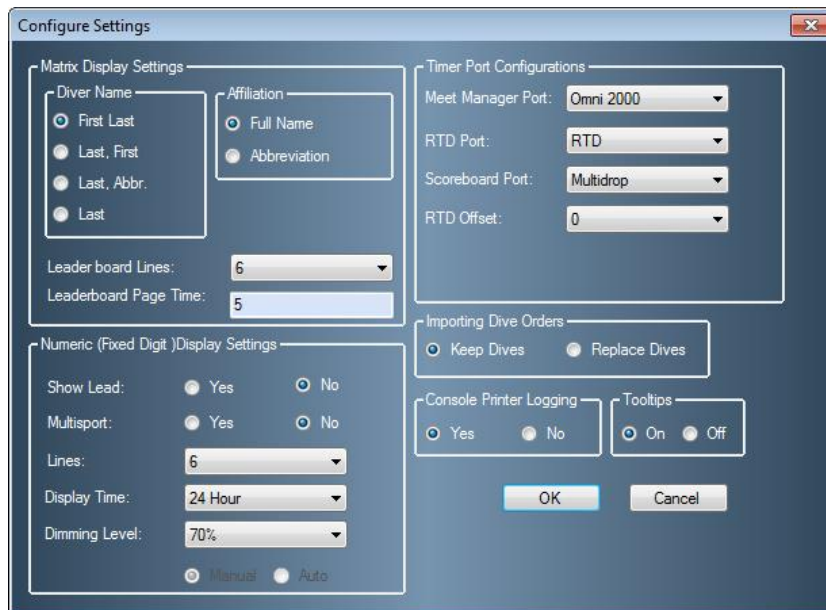 Configure Settings
Matrix Display Settings
Diver Name
First Last
Last, First
Last, Abbr.
Last
Affiliation
Full Name
Abbreviation
Leader board Lines: 6
Leaderboard Page Time: 5
Numeric (Fixed Digit )Display Settings
Show Lead: Yes No
Multisport: Yes No
Lines: 6
Display Time: 24 Hour
Dimming Level: 70%
Manual Auto
Timer Port Configurations
Meet Manager Port: Omni 2000
RTD Port: RTD
Scoreboard Port: Multidrop
RTD Offset: 0
Importing Dive Orders
Keep Dives Replace Dives
Console Printer Logging
Yes No
Tooltips
On Off
OK Cancel